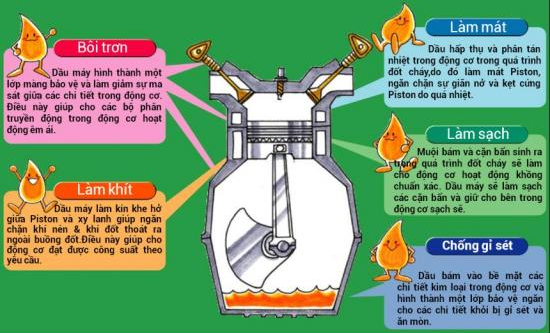 Bôi trơn
Dầu máy hình thành một
lớp màng bảo vệ và làm giảm sự ma
sát giữa các chi tiết trong động cơ.
Điều này giúp cho các bộ phân
truyền động trong động cơ hoạt
động êm ái.
Làm khít
Dầu máy làm kín khe hở
giữa Piston và xy lanh giúp ngăn
chặn khí nén & khí đốt thoát ra
ngoài buồng đốt.Điều này giúp cho
động cơ đạt được công suất theo
yêu cầu.
Làm mát
Dầu hấp thụ và phân tán
nhiệt trong động cơ trong quá trình
đốt cháy,do đó làm mát Piston,
ngăn chặn sự giãn nở và kẹt cứng
Piston do quá nhiệt.
Làm sạch
Muội bám và cặn bẩn sinh ra
trong quá trình đốt cháy sẽ làm
cho động cơ hoạt động khồng
chuẩn xác. Dầu máy sẽ làm sạch
các cặn bẩn và giữ cho bên trong
động cơ sạch sẽ.
Chống gỉ sét
Dầu bám vào bề mặt các
chi tiết kim loại trong động cơ và
hình thành một lớp bảo vệ ngăn
cho các chi tiết khỏi bị gỉ sét và
ăn mòn.